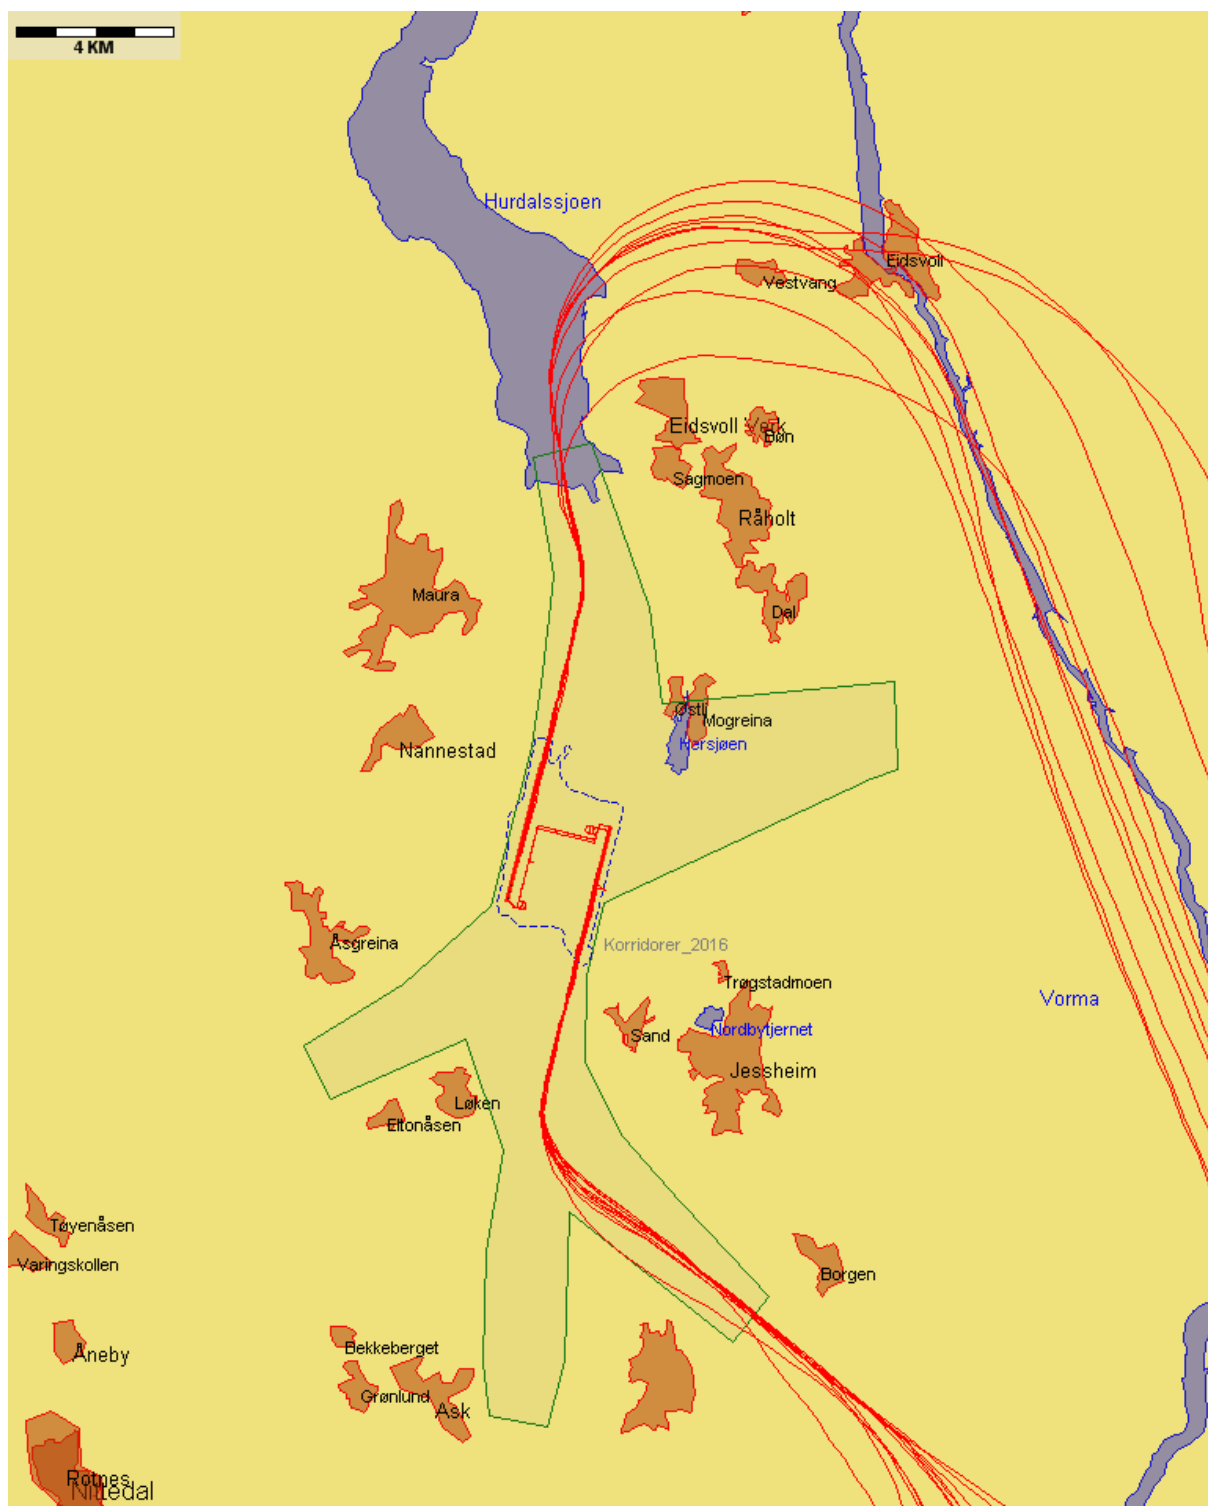 4 KM
Hurdalssjoen
Eidsvoll
Vestvang
Eidsvoll Verk
Bøn
Sagmoen
Råholt
Maura
Dal
Østli
Mogreina
Hersjøen
Nannestad
Åsgreina
Korridorer_2016
Trøgstadmoen
Vorma
Nordbytjernet
Sand
Jessheim
Løken
Eltonåsen
Tøyenåsen
Varingskollen
Borgen
Åneby
Bekkeberget
Grønlund
Ask
Rotnes
Nittedal